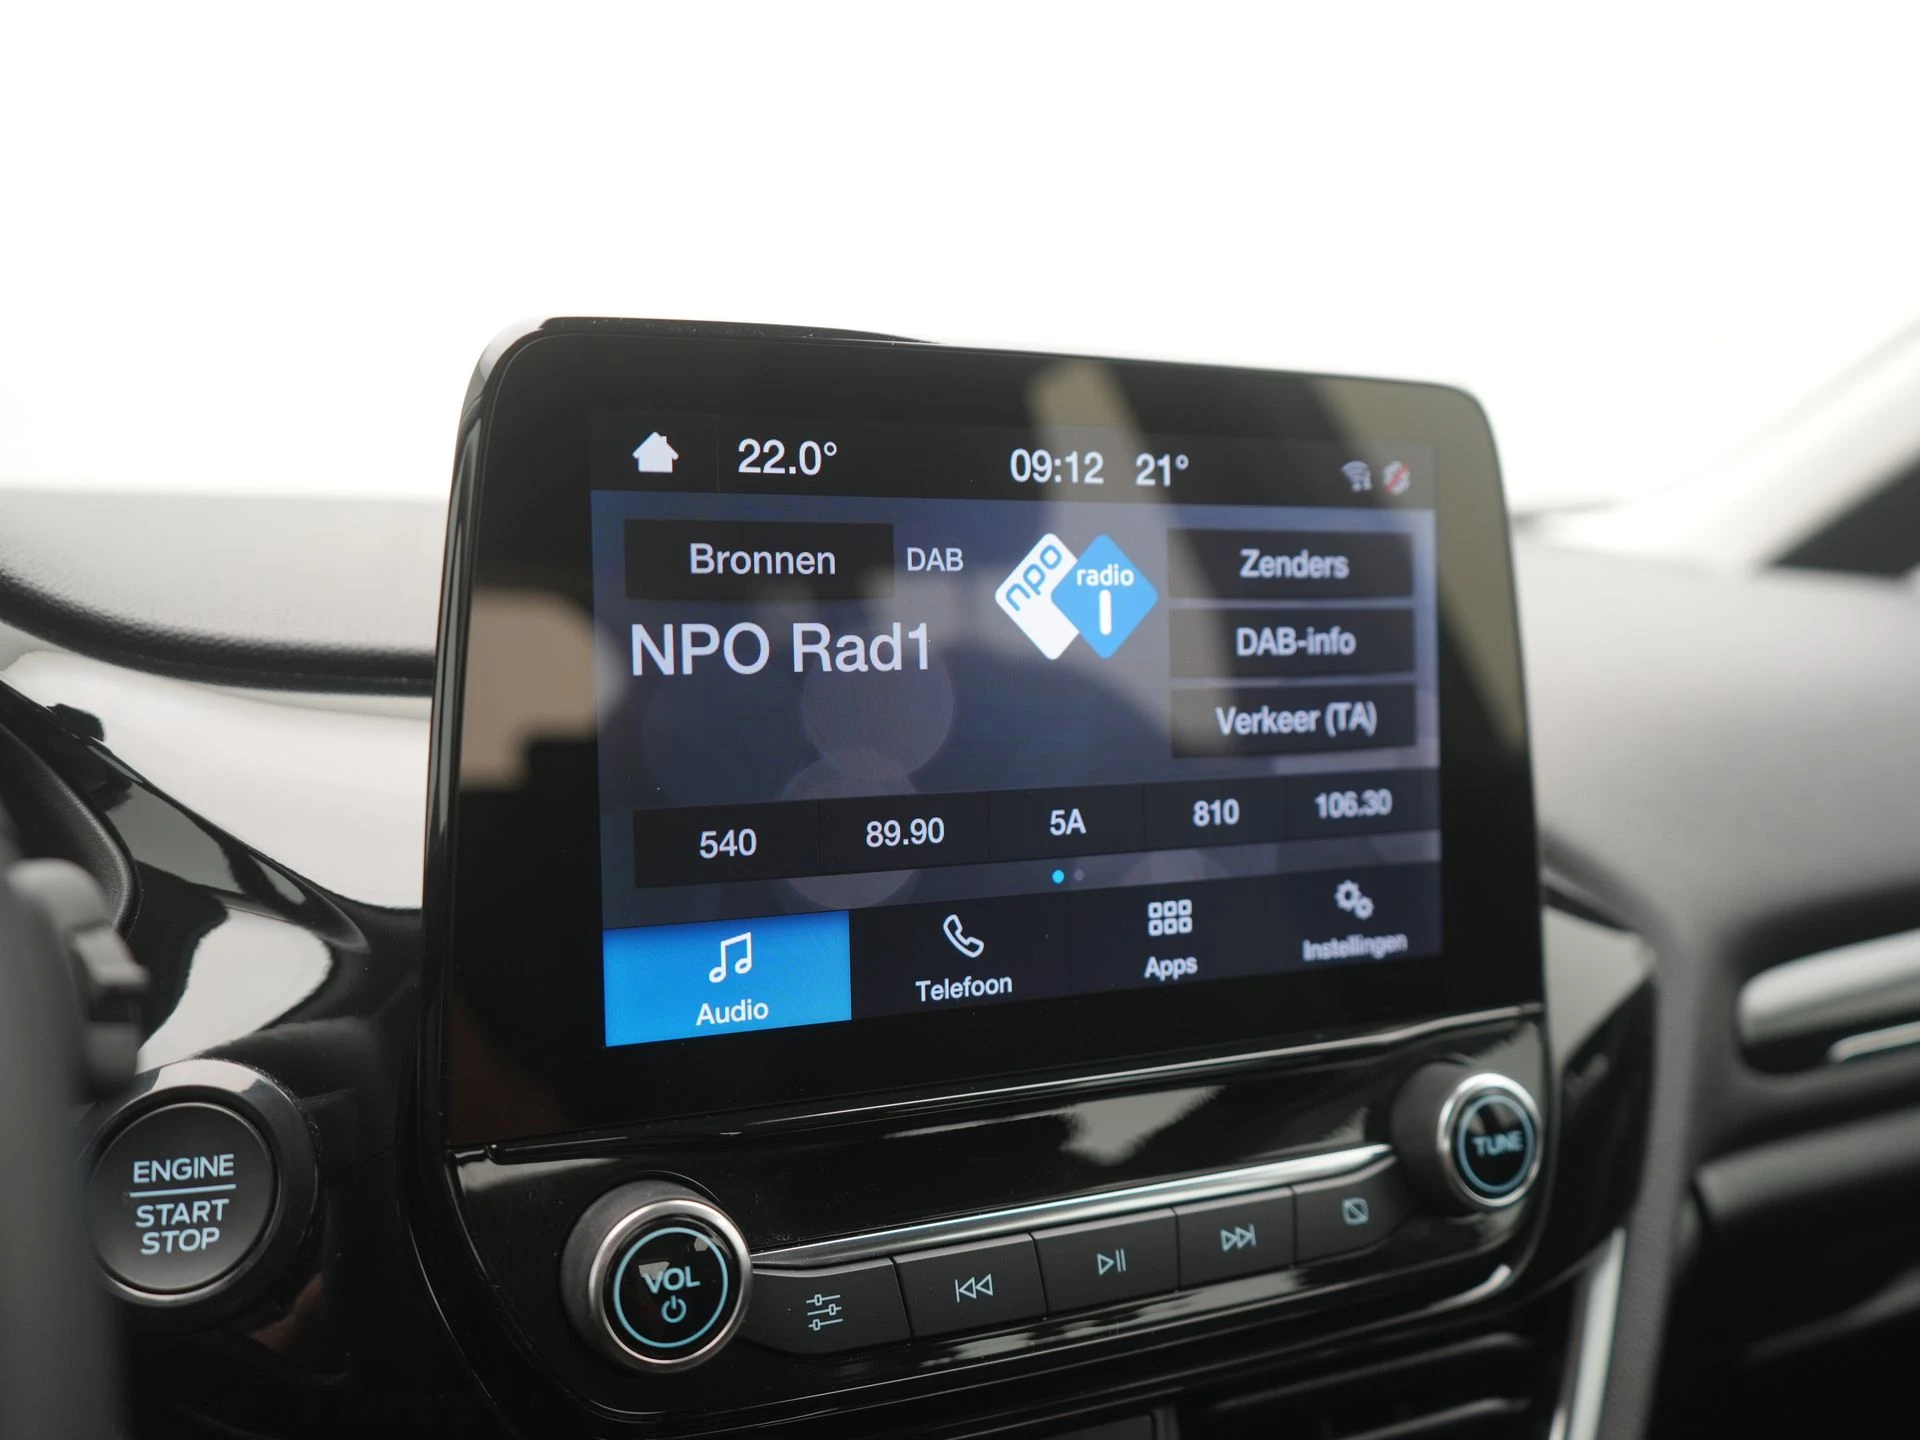 22.0°
09:12 21°
Bronnen
DAB
npo
radio
1
Zenders
NPO Rad1
DAB-info
Verkeer (TA)
540
89.90
5A
810
106.30
Audio
Telefoon
Apps
Instellingen
ENGINE
START
STOP
VOL
TUNE